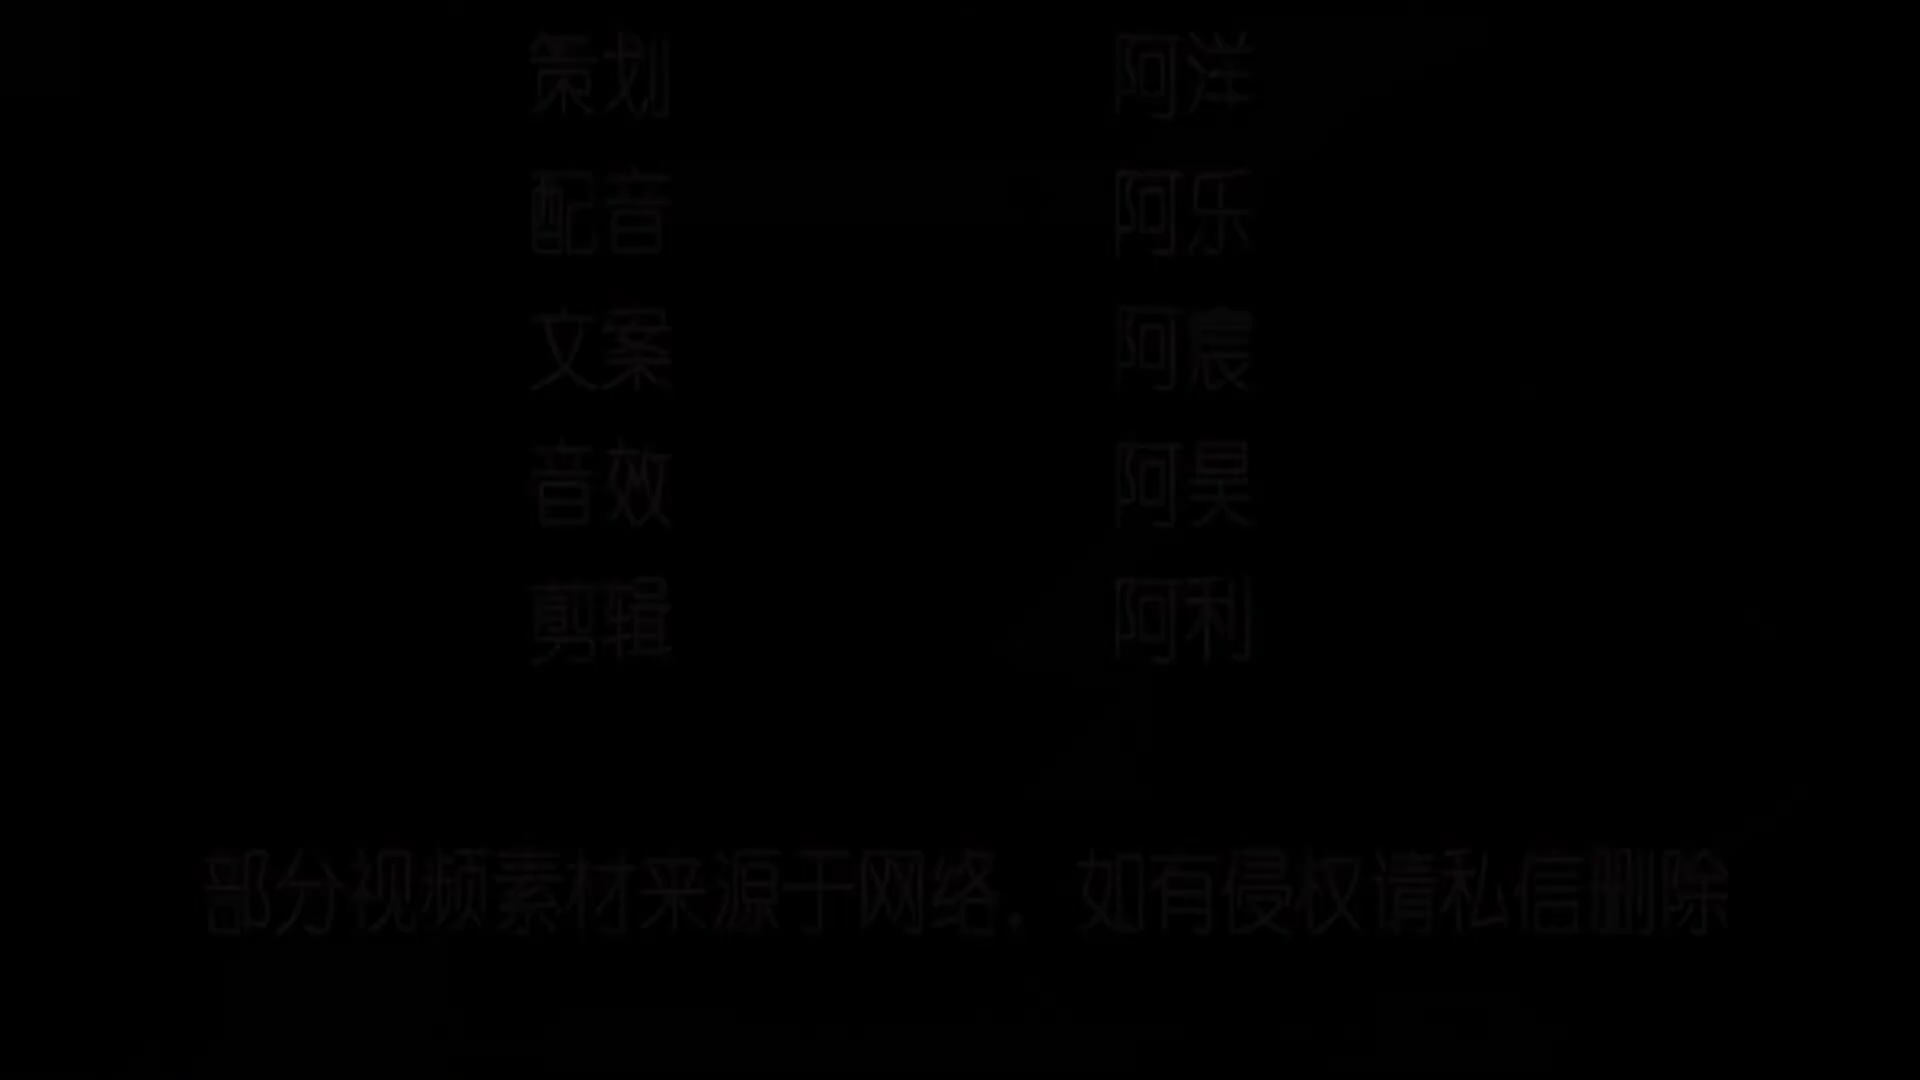 策划 阿洋
配音 阿乐
文案 阿宸
音效 阿昊
剪辑 阿利
部分视频素材来源于网络，如有侵权请私信删除